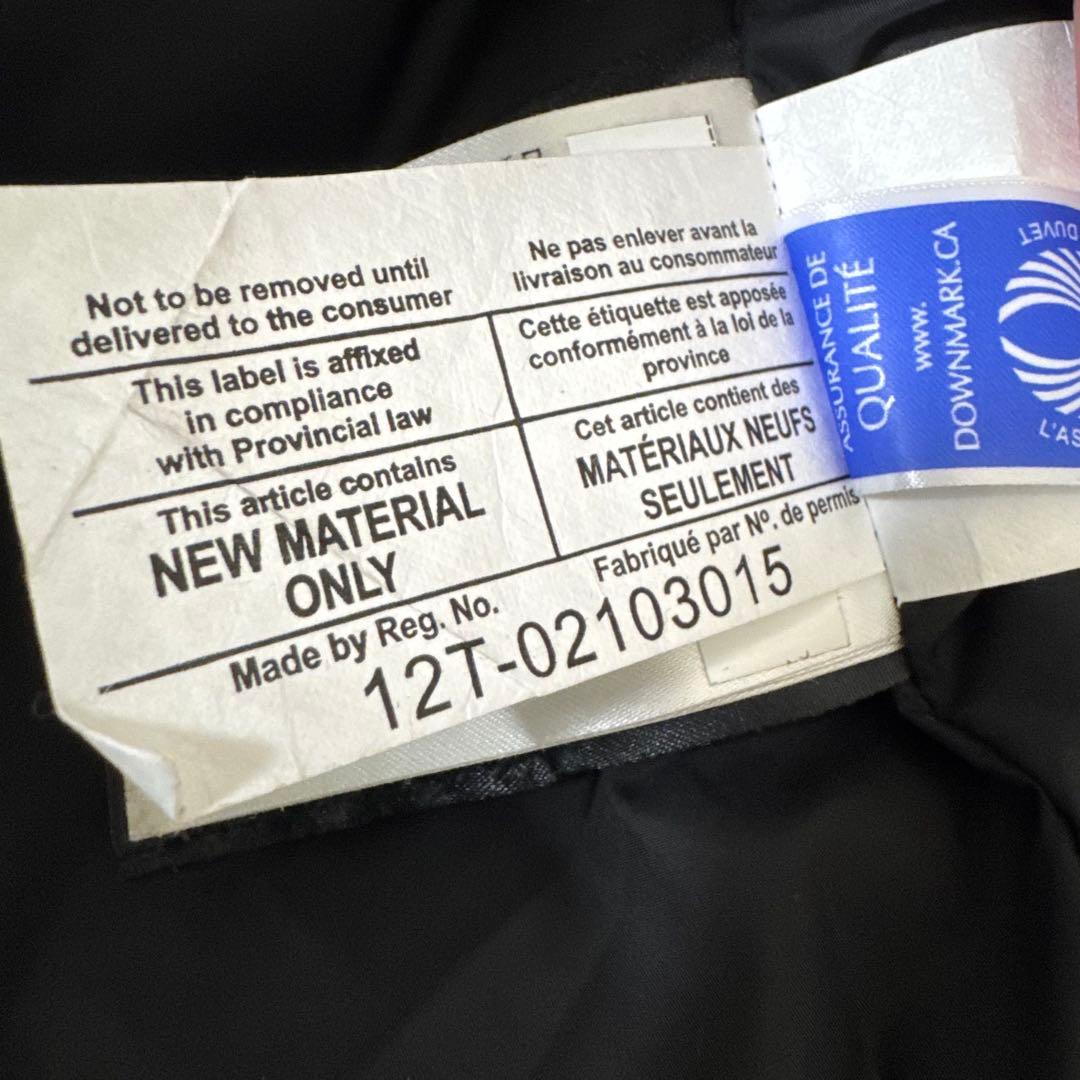 Not to be removed until
delivered to the consumer
Ne pas enlever avant la
livraison au consommateur
This label is affixed
in compliance
with Provincial law
Cette étiquette est apposée
conformément à la loi de la
province
This article contains
NEW MATERIAL
ONLY
Cet article contient des
MATÉRIAUX NEUFS
SEULEMENT
Made by Reg. No.
Fabriqué par Nº. de permis
12T-02103015
ASSURANCE DE
QUALITÉ
www.
DOWNMARK.CA
DUVET